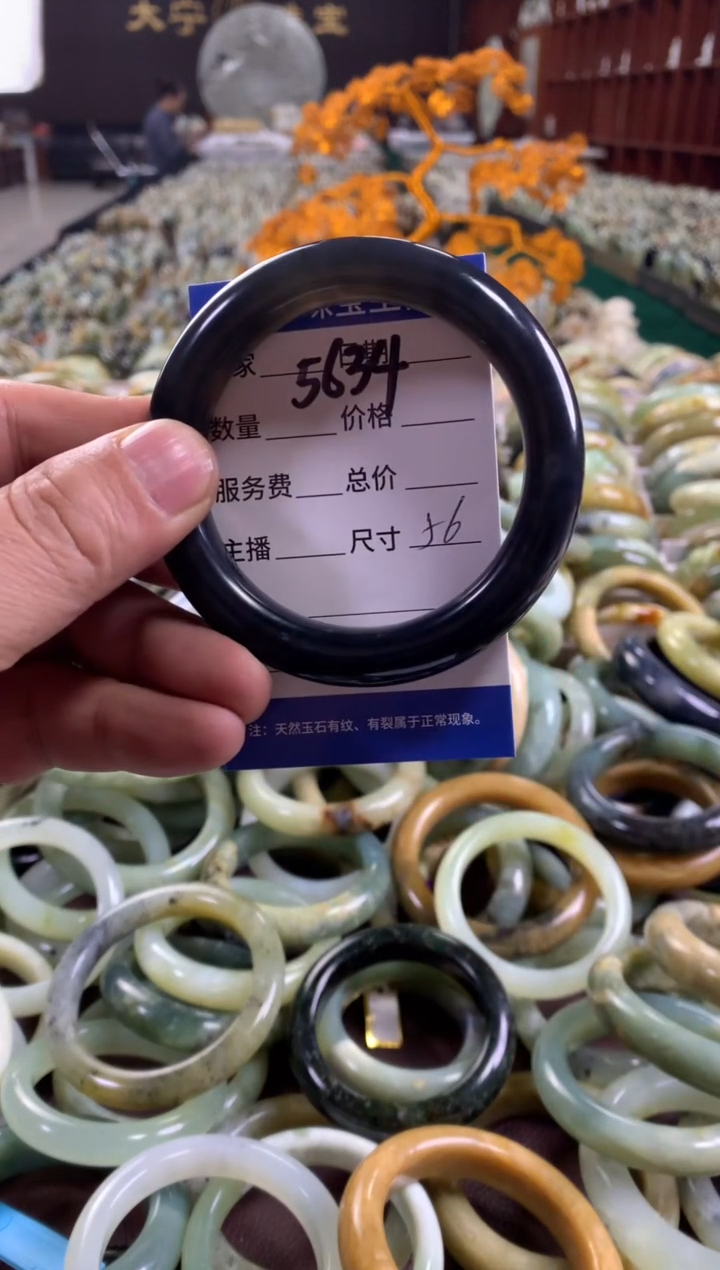 大宁
宝
家 日期
5634
数量 价格
服务费 总价
主播 尺寸 56
注：天然玉石有纹、有裂属于正常现象。